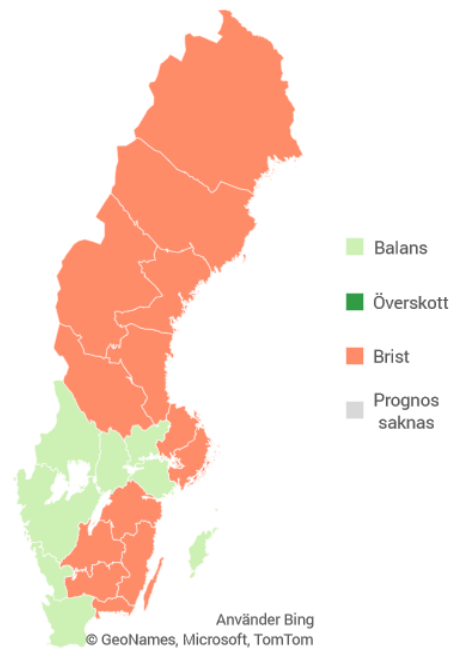 Balans
Överskott
Brist
Prognos
saknas
Använder Bing
© GeoNames, Microsoft, TomTom